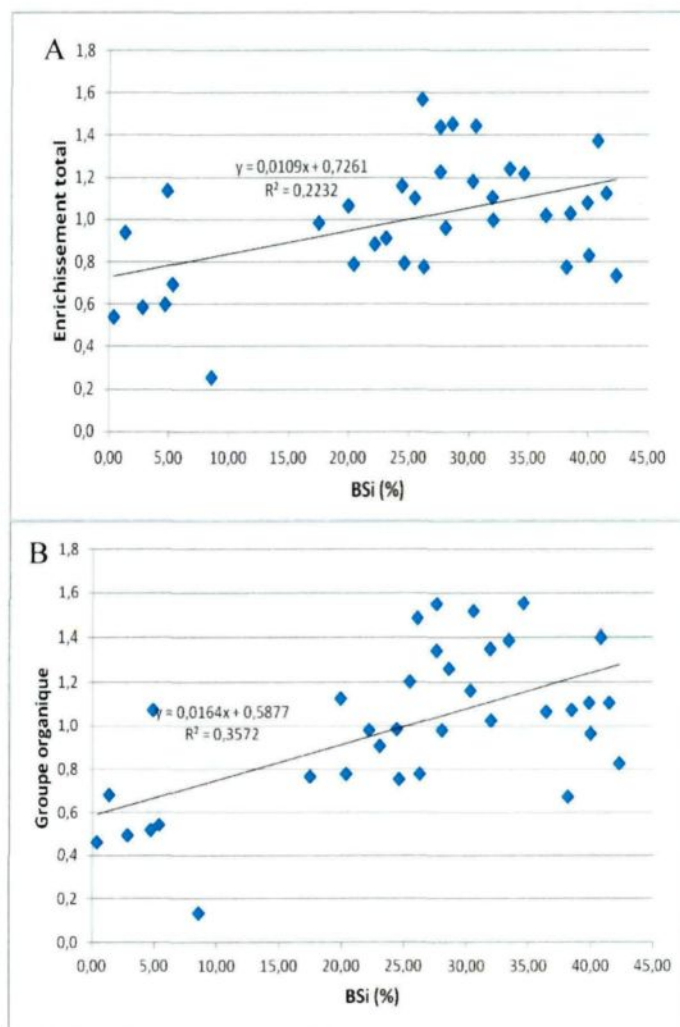 A
1,8
1,6
1,4
1,2
1,0
0,8
0,6
0,4
0,2
0,0
Enrichissement total
y = 0,0109x + 0,7261
R² = 0,2232
0,00 5,00 10,00 15,00 20,00 25,00 30,00 35,00 40,00 45,00
BSi (%)
B
1,8
1,6
1,4
1,2
1,0
0,8
0,6
0,4
0,2
0,0
Groupe organique
y = 0,0164x + 0,5877
R² = 0,3572
0,00 5,00 10,00 15,00 20,00 25,00 30,00 35,00 40,00 45,00
BSi (%)